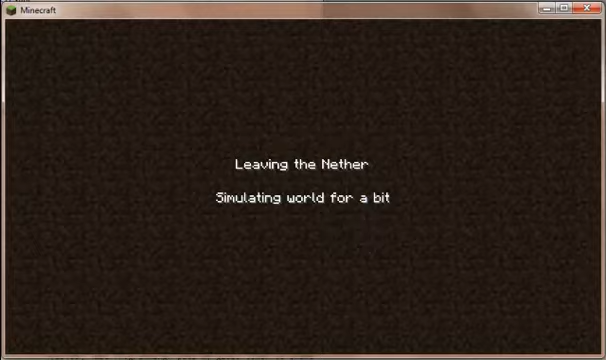 Minecraft
Leaving the Nether
Simulating world for a bit